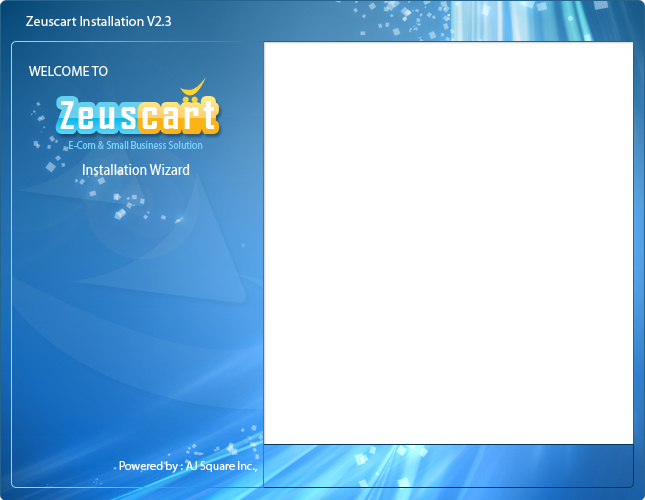 Zeuscart Installation V2.3
WELCOME TO
Zeuscart
E-Com & Small Business Solution
Installation Wizard
Powered by : AJ Square Inc.,